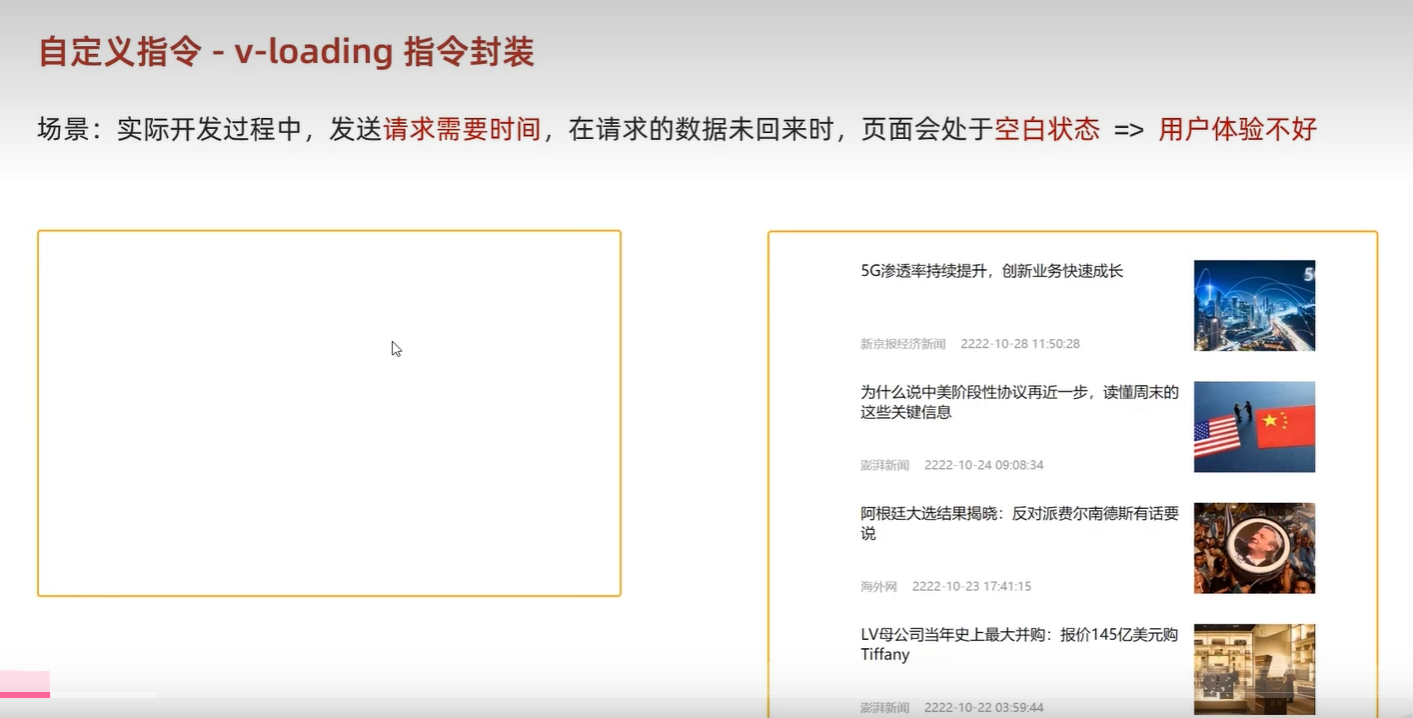 自定义指令 - v-loading 指令封装
场景：实际开发过程中，发送请求需要时间，在请求的数据未回来时，页面会处于空白状态 => 用户体验不好
5G渗透率持续提升，创新业务快速成长
新京报经济新闻 2222-10-28 11:50:28
为什么说中美阶段性协议再近一步，读懂周末的
这些关键信息
澎湃新闻 2222-10-24 09:08:34
阿根廷大选结果揭晓：反对派费尔南德斯有话要
说
海外网 2222-10-23 17:41:15
LV母公司当年史上最大并购：报价145亿美元购
Tiffany
澎湃新闻 2222-10-22 03:59:44